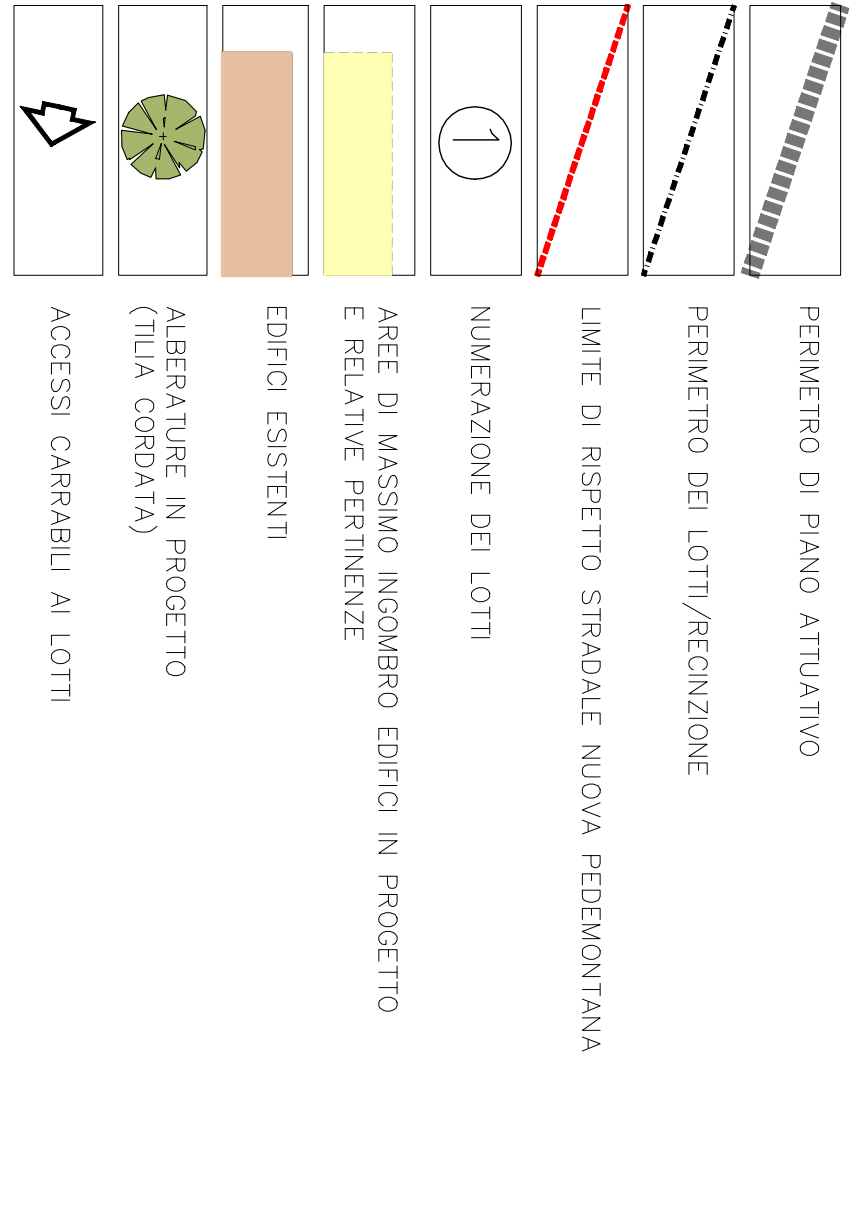 PERIMETRO DI PIANO ATTUATIVO
PERIMETRO DEI LOTTI/RECINZIONE
LIMITE DI RISPETTO STRADALE NUOVA PEDEMONTANA
1
NUMERAZIONE DEI LOTTI
AREE DI MASSIMO INGOMBRO EDIFICI IN PROGETTO
E RELATIVE PERTINENZE
EDIFICI ESISTENTI
ALBERATURE IN PROGETTO
(TILIA CORDATA)
ACCESSI CARRABILI AI LOTTI